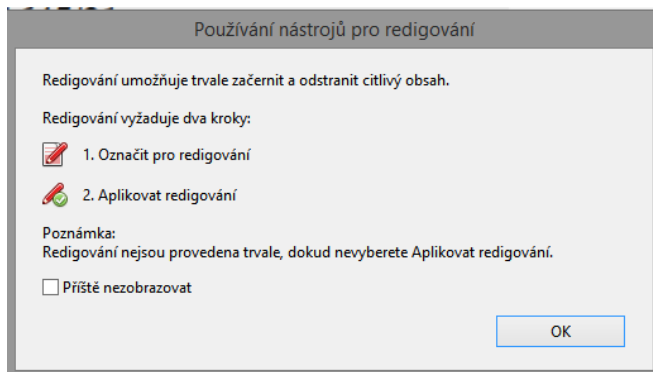 Používání nástrojů pro redigování
Redigování umožňuje trvale začernit a odstranit citlivý obsah.
Redigování vyžaduje dva kroky:
1. Označit pro redigování
2. Aplikovat redigování
Poznámka:
Redigování nejsou provedena trvale, dokud nevyberete Aplikovat redigování.
Příště nezobrazovat
OK